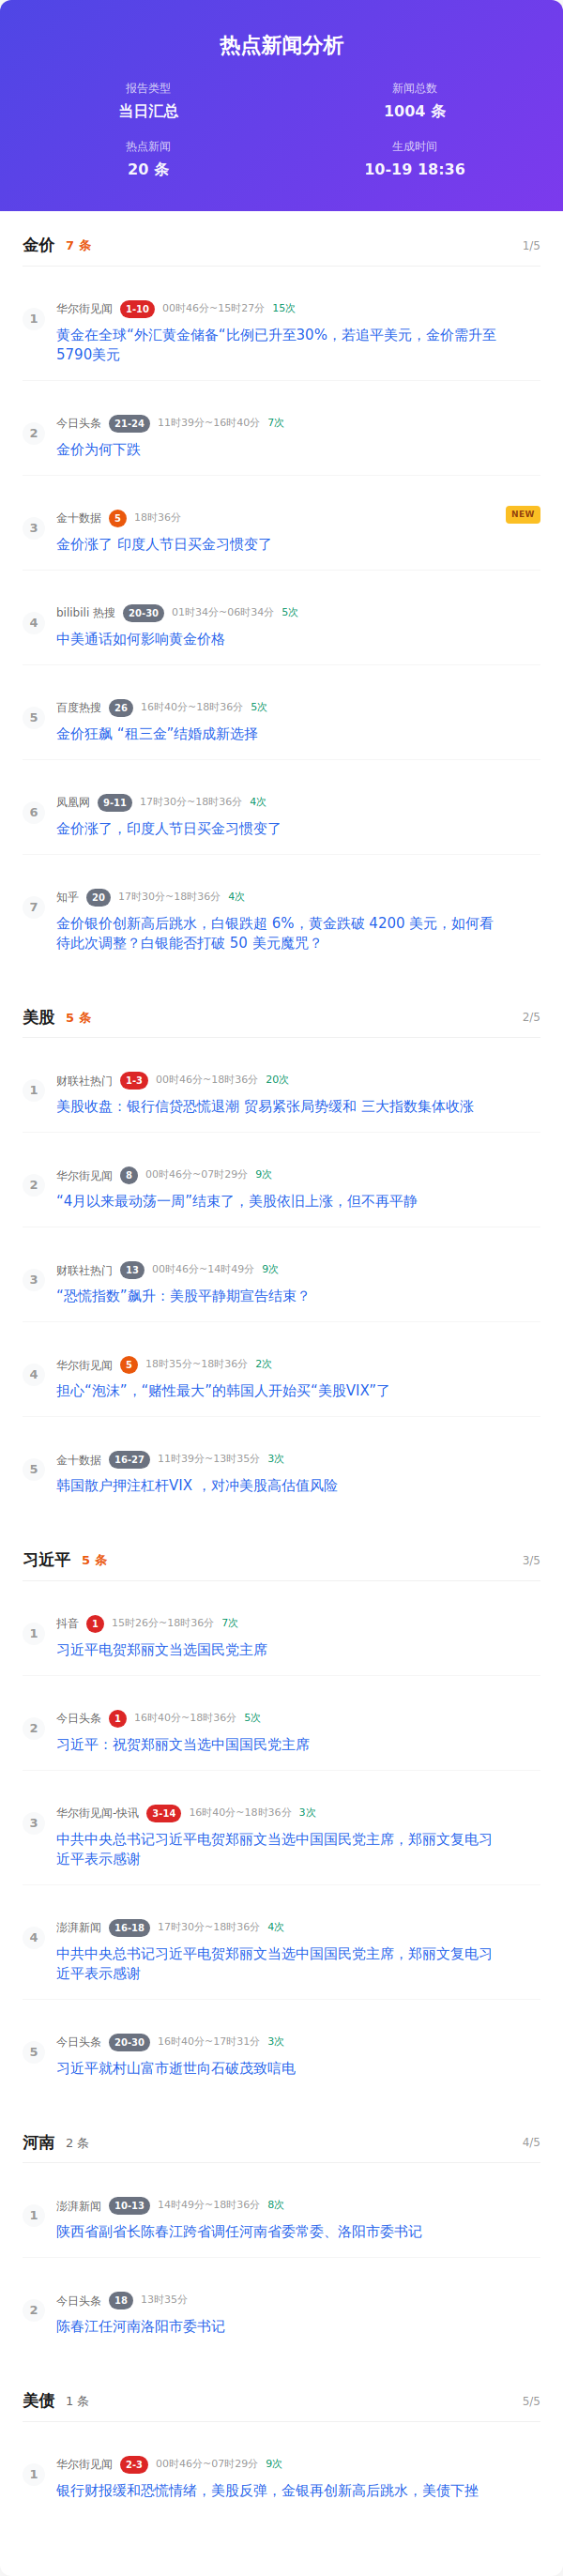 热点新闻分析
报告类型
新闻总数
当日汇总
1004 条
热点新闻
生成时间
20 条
10-19 18:36
金价 7 条 1/5
1
华尔街见闻 1-10 00时46分~15时27分 15次
黄金在全球“外汇黄金储备“比例已升至30%，若追平美元，金价需升至
5790美元
2
今日头条 21-24 11时39分~16时40分 7次
金价为何下跌
3
金十数据 5 18时36分 NEW
金价涨了 印度人节日买金习惯变了
4
bilibili 热搜 20-30 01时34分~06时34分 5次
中美通话如何影响黄金价格
5
百度热搜 26 16时40分~18时36分 5次
金价狂飙 “租三金”结婚成新选择
6
凤凰网 9-11 17时30分~18时36分 4次
金价涨了，印度人节日买金习惯变了
7
知乎 20 17时30分~18时36分 4次
金价银价创新高后跳水，白银跌超 6%，黄金跌破 4200 美元，如何看
待此次调整？白银能否打破 50 美元魔咒？
美股 5 条 2/5
1
财联社热门 1-3 00时46分~18时36分 20次
美股收盘：银行信贷恐慌退潮 贸易紧张局势缓和 三大指数集体收涨
2
华尔街见闻 8 00时46分~07时29分 9次
“4月以来最动荡一周”结束了，美股依旧上涨，但不再平静
3
财联社热门 13 00时46分~14时49分 9次
“恐慌指数”飙升：美股平静期宣告结束？
4
华尔街见闻 5 18时35分~18时36分 2次
担心“泡沫”，“赌性最大”的韩国人开始买“美股VIX”了
5
金十数据 16-27 11时39分~13时35分 3次
韩国散户押注杠杆VIX ，对冲美股高估值风险
习近平 5 条 3/5
1
抖音 1 15时26分~18时36分 7次
习近平电贺郑丽文当选国民党主席
2
今日头条 1 16时40分~18时36分 5次
习近平：祝贺郑丽文当选中国国民党主席
3
华尔街见闻-快讯 3-14 16时40分~18时36分 3次
中共中央总书记习近平电贺郑丽文当选中国国民党主席，郑丽文复电习
近平表示感谢
4
澎湃新闻 16-18 17时30分~18时36分 4次
中共中央总书记习近平电贺郑丽文当选中国国民党主席，郑丽文复电习
近平表示感谢
5
今日头条 20-30 16时40分~17时31分 3次
习近平就村山富市逝世向石破茂致唁电
河南 2 条 4/5
1
澎湃新闻 10-13 14时49分~18时36分 8次
陕西省副省长陈春江跨省调任河南省委常委、洛阳市委书记
2
今日头条 18 13时35分
陈春江任河南洛阳市委书记
美债 1 条 5/5
1
华尔街见闻 2-3 00时46分~07时29分 9次
银行财报缓和恐慌情绪，美股反弹，金银再创新高后跳水，美债下挫